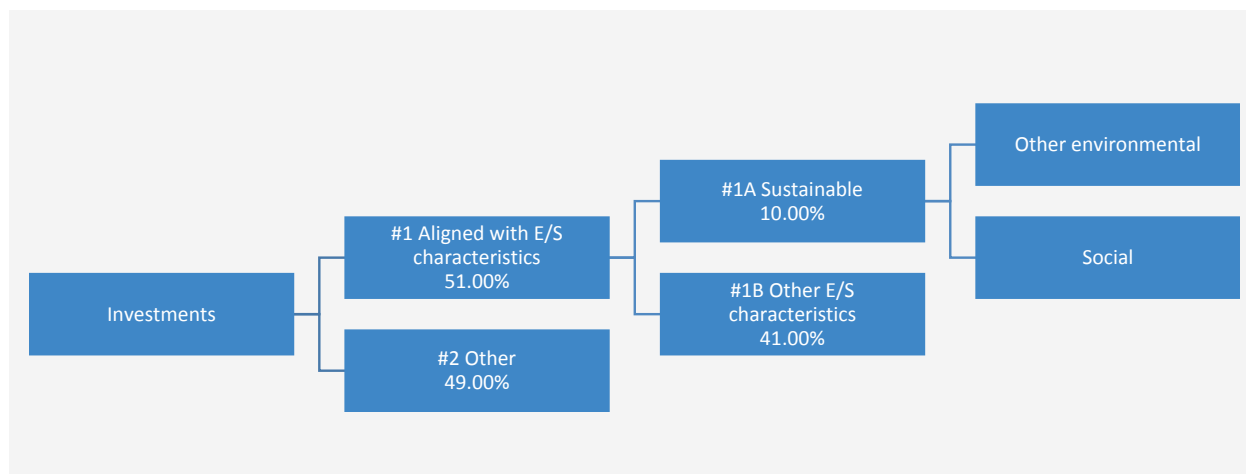 Investments
#1 Aligned with E/S
characteristics
51.00%
#2 Other
49.00%
#1A Sustainable
10.00%
#1B Other E/S
characteristics
41.00%
Other environmental
Social